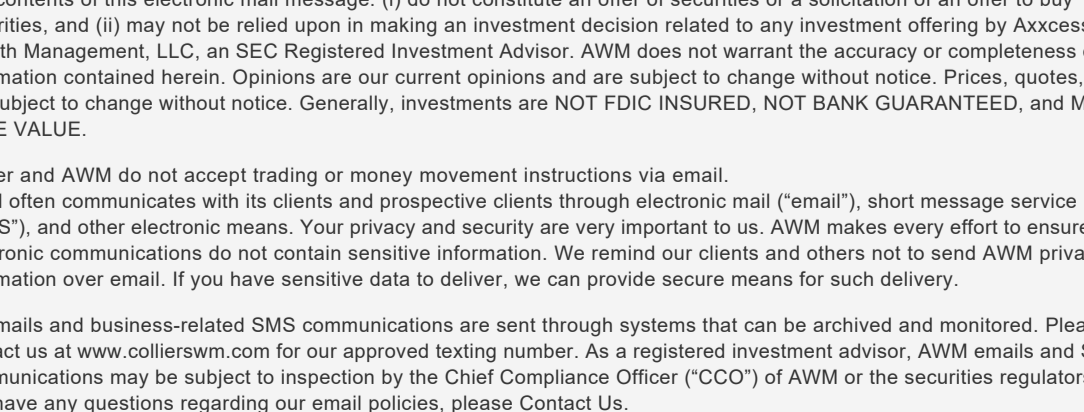 contents of this electronic mail message: (i) do not constitute an offer of securities or a solicitation of an offer to buy
rities, and (ii) may not be relied upon in making an investment decision related to any investment offering by Axxcess
th Management, LLC, an SEC Registered Investment Advisor. AWM does not warrant the accuracy or completeness
mation contained herein. Opinions are our current opinions and are subject to change without notice. Prices, quotes,
ubject to change without notice. Generally, investments are NOT FDIC INSURED, NOT BANK GUARANTEED, and M
E VALUE.
er and AWM do not accept trading or money movement instructions via email.
often communicates with its clients and prospective clients through electronic mail (“email”), short message service
S”), and other electronic means. Your privacy and security are very important to us. AWM makes every effort to ensure
ronic communications do not contain sensitive information. We remind our clients and others not to send AWM priva
mation over email. If you have sensitive data to deliver, we can provide secure means for such delivery.
mails and business-related SMS communications are sent through systems that can be archived and monitored. Plea
act us at www.collierswm.com for our approved texting number. As a registered investment advisor, AWM emails and S
munications may be subject to inspection by the Chief Compliance Officer (“CCO”) of AWM or the securities regulators
have any questions regarding our email policies, please Contact Us.